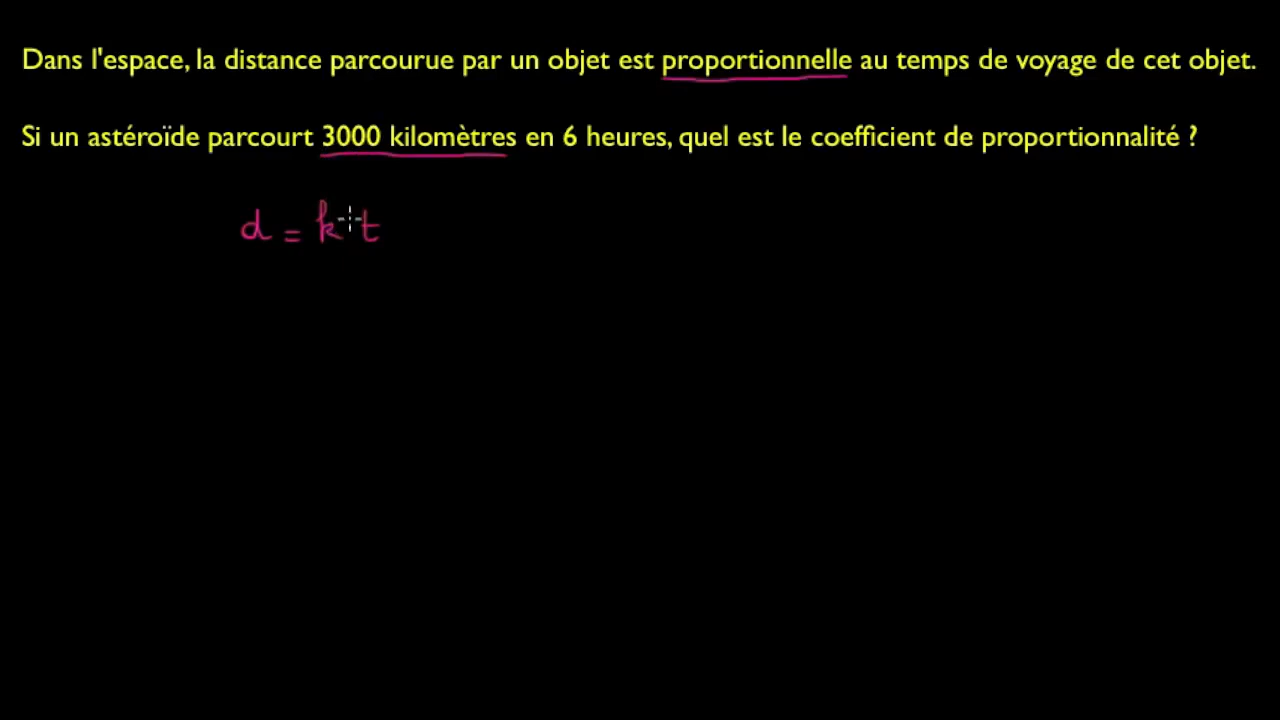 Dans l'espace, la distance parcourue par un objet est proportionnelle au temps de voyage de cet objet.
Si un astéroïde parcourt 3000 kilomètres en 6 heures, quel est le coefficient de proportionnalité ?
d = k t